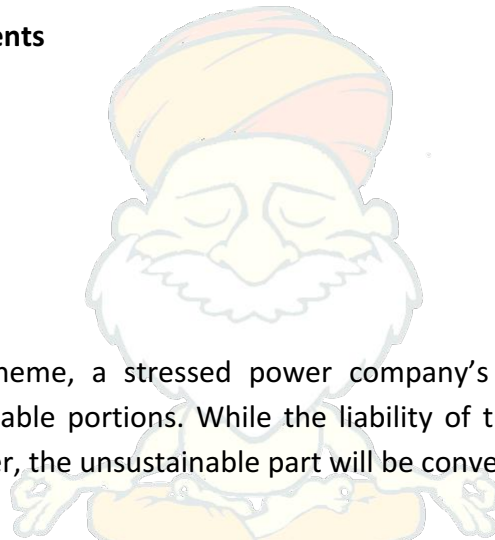 ents
heme, a stressed power company's
able portions. While the liability of t
er, the unsustainable part will be conve